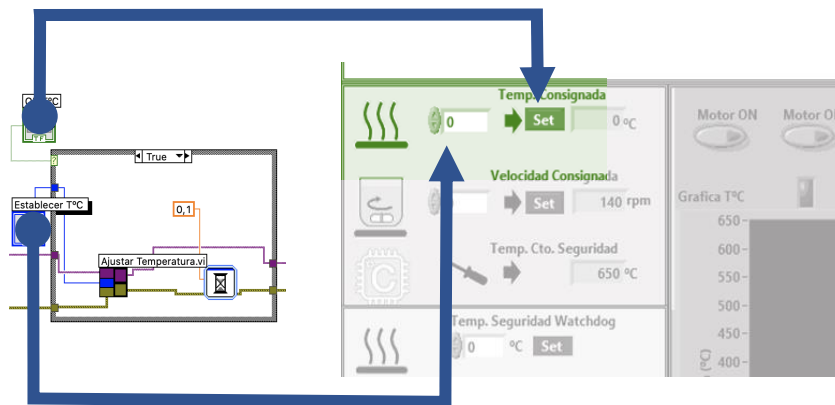 T°C
TF
?
True
Establecer TºC
0,1
Ajustar Temperatura.vi
Temp. Consignada
0
Set
0 ºC
Velocidad Consignada
Set
140 rpm
Temp. Cto. Seguridad
C
650 ºC
Temp. Seguridad Watchdog
0
ºC
Set
Motor ON
Motor
Grafica TºC
650
600
550
500
450
400
(ºC)